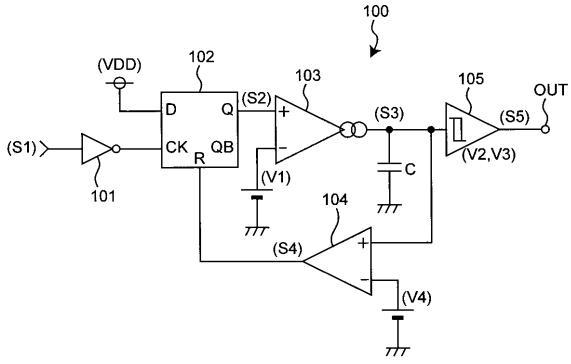 100
(VDD)
102
103
105
D
Q
(S2)
+
(S3)
(S5)
OUT
(S1)
CK
QB
R
-
C
(V2,V3)
101
(V1)
104
(S4)
+
-
(V4)